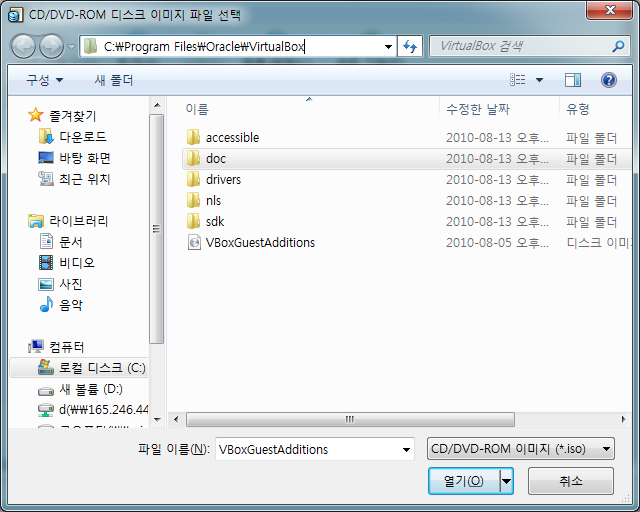 CD/DVD-ROM 디스크 이미지 파일 선택
C:₩Program Files₩Oracle₩VirtualBox
VirtualBox 검색
구성 새 폴더
이름 수정한 날짜 유형
즐겨찾기
다운로드
바탕 화면
최근 위치
라이브러리
문서
비디오
사진
음악
컴퓨터
로컬 디스크 (C:)
새 볼륨 (D:)
d(₩₩165.246.44
accessible 2010-08-13 오후... 파일 폴더
doc 2010-08-13 오후... 파일 폴더
drivers 2010-08-13 오후... 파일 폴더
nls 2010-08-13 오후... 파일 폴더
sdk 2010-08-13 오후... 파일 폴더
VBoxGuestAdditions 2010-08-05 오후... 디스크 이미
파일 이름(N): VBoxGuestAdditions CD/DVD-ROM 이미지 (*.iso)
열기(O) 취소